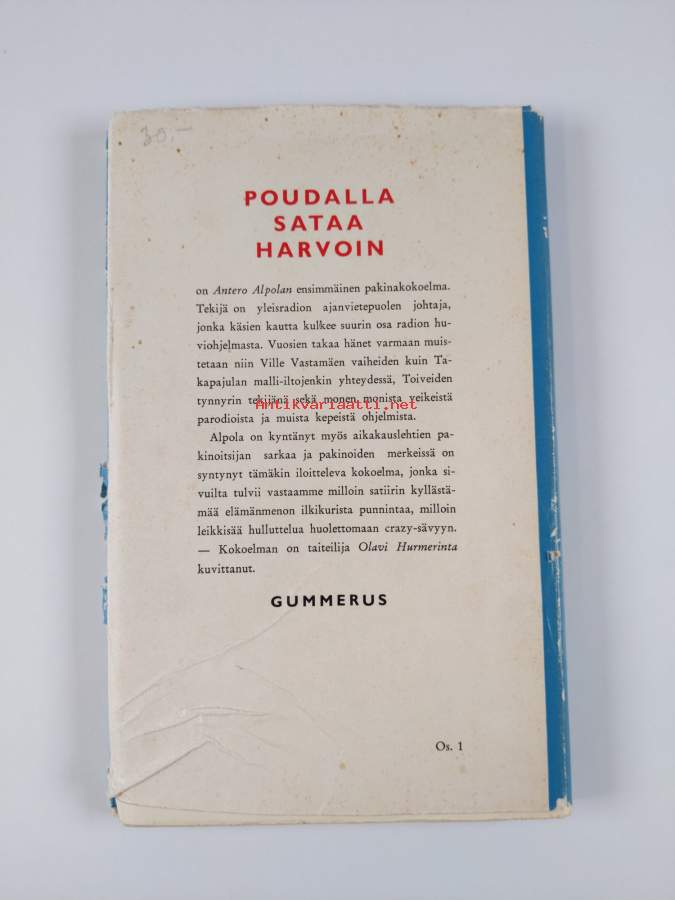 30:-
POUDALLA
SATAA
HARVOIN
on Antero Alpolan ensimmäinen pakinakokoelma.
Tekijä on yleisradion ajanvietepuolen johtaja,
jonka käsien kautta kulkee suurin osa radion hu-
viohjelmasta. Vuosien takaa hänet varmaan muis-
tetaan niin Ville Vastamäen vaiheiden kuin Ta-
kapajulan malli-iltojenkin yhteydessä, Toiveiden
tynnyrin tekijänä sekä monen monista veikeistä
Antikvariaatti.net
parodioista ja muista kepeistä ohjelmista.
Alpola on kyntänyt myös aikakauslehtien pa-
kinoitsijan sarkaa ja pakinoiden merkeissä on
syntynyt tämäkin iloitteleva kokoelma, jonka si-
vuilta tulvii vastaamme milloin satiirin kyllästä-
mää elämänmenon ilkikurista punnintaa, milloin
leikkisää hulluttelua huolettomaan crazy-sävyyn.
— Kokoelman on taiteilija Olavi Hurmerinta
kuvittanut.
GUMMERUS
Os. 1